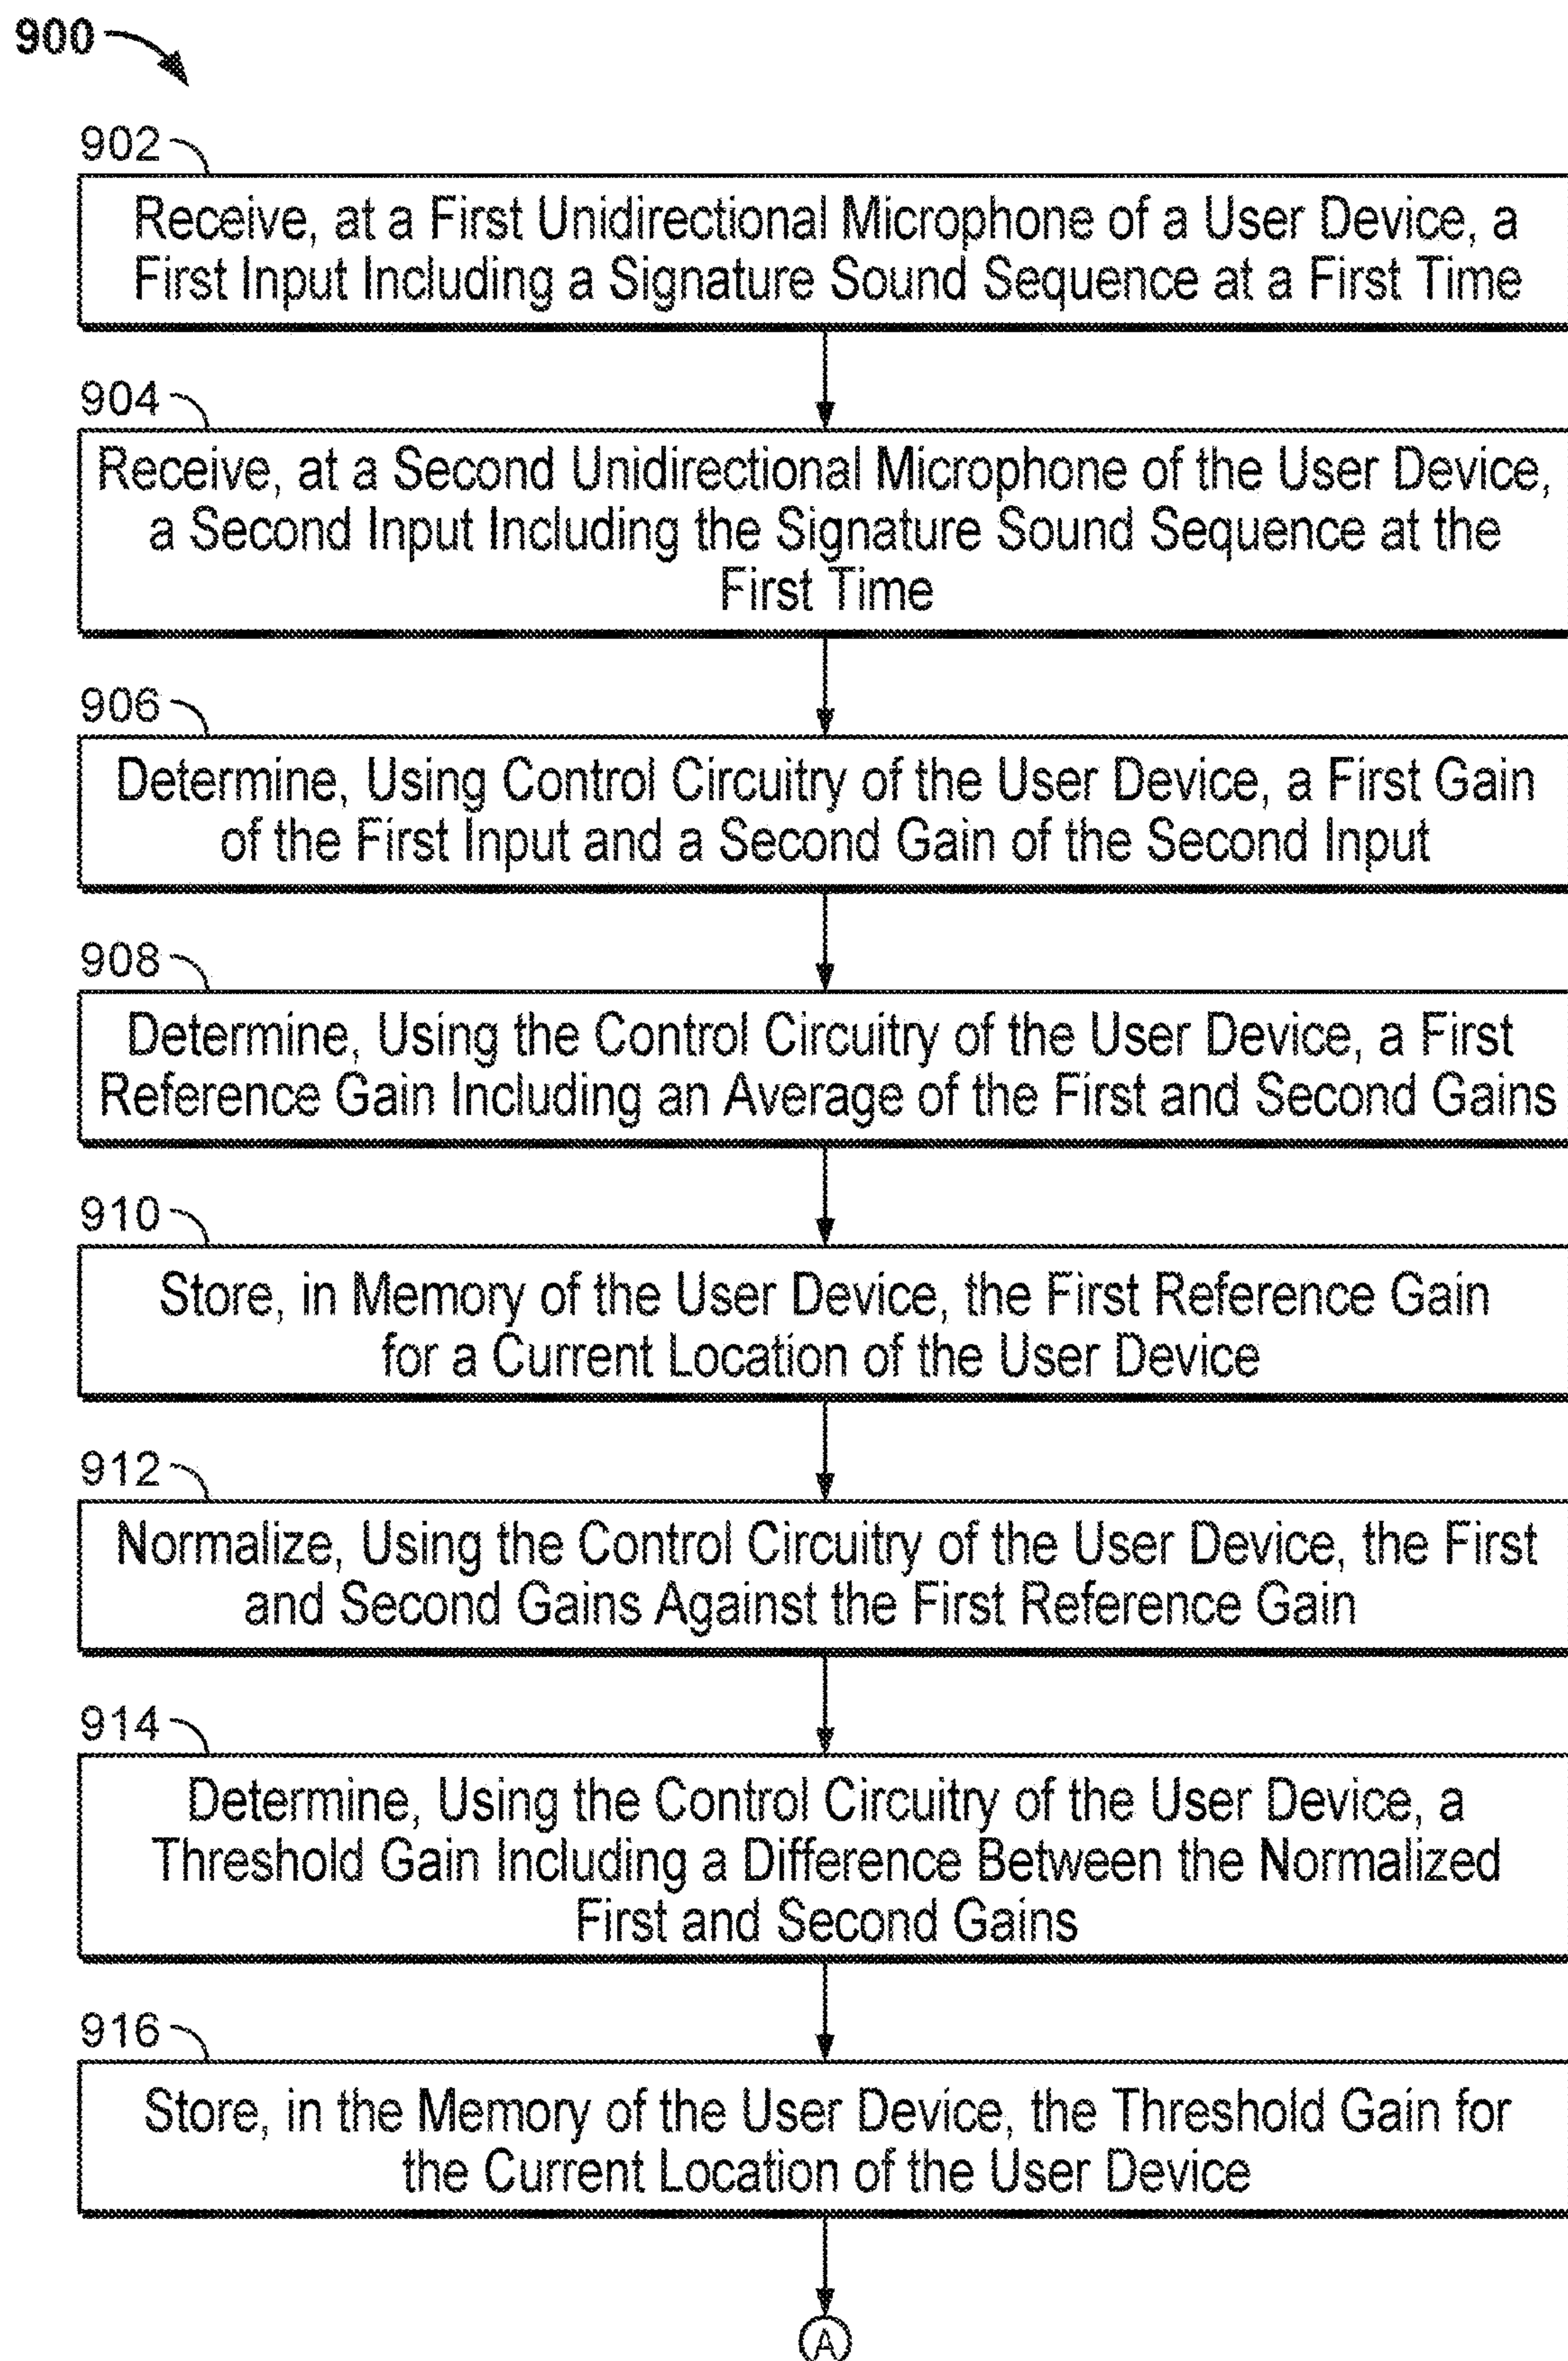 900
902
Receive, at a First Unidirectional Microphone of a User Device, a
First Input Including a Signature Sound Sequence at a First Time
904
Receive, at a Second Unidirectional Microphone of the User Device,
a Second Input Including the Signature Sound Sequence at the
First Time
906
Determine, Using Control Circuitry of the User Device, a First Gain
of the First Input and a Second Gain of the Second Input
908
Determine, Using the Control Circuitry of the User Device, a First
Reference Gain Including an Average of the First and Second Gains
910
Store, in Memory of the User Device, the First Reference Gain
for a Current Location of the User Device
912
Normalize, Using the Control Circuitry of the User Device, the First
and Second Gains Against the First Reference Gain
914
Determine, Using the Control Circuitry of the User Device, a
Threshold Gain Including a Difference Between the Normalized
First and Second Gains
916
Store, in the Memory of the User Device, the Threshold Gain for
the Current Location of the User Device
A